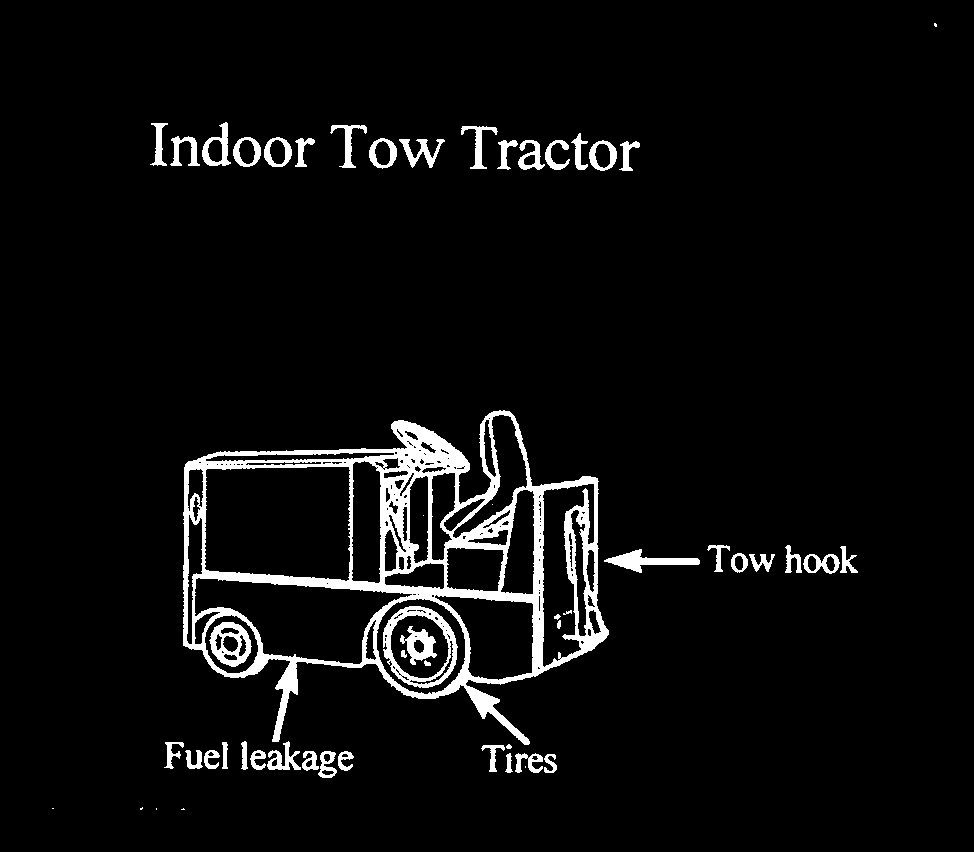 Indoor Tow Tractor
Tow hook
Fuel leakage
Tires